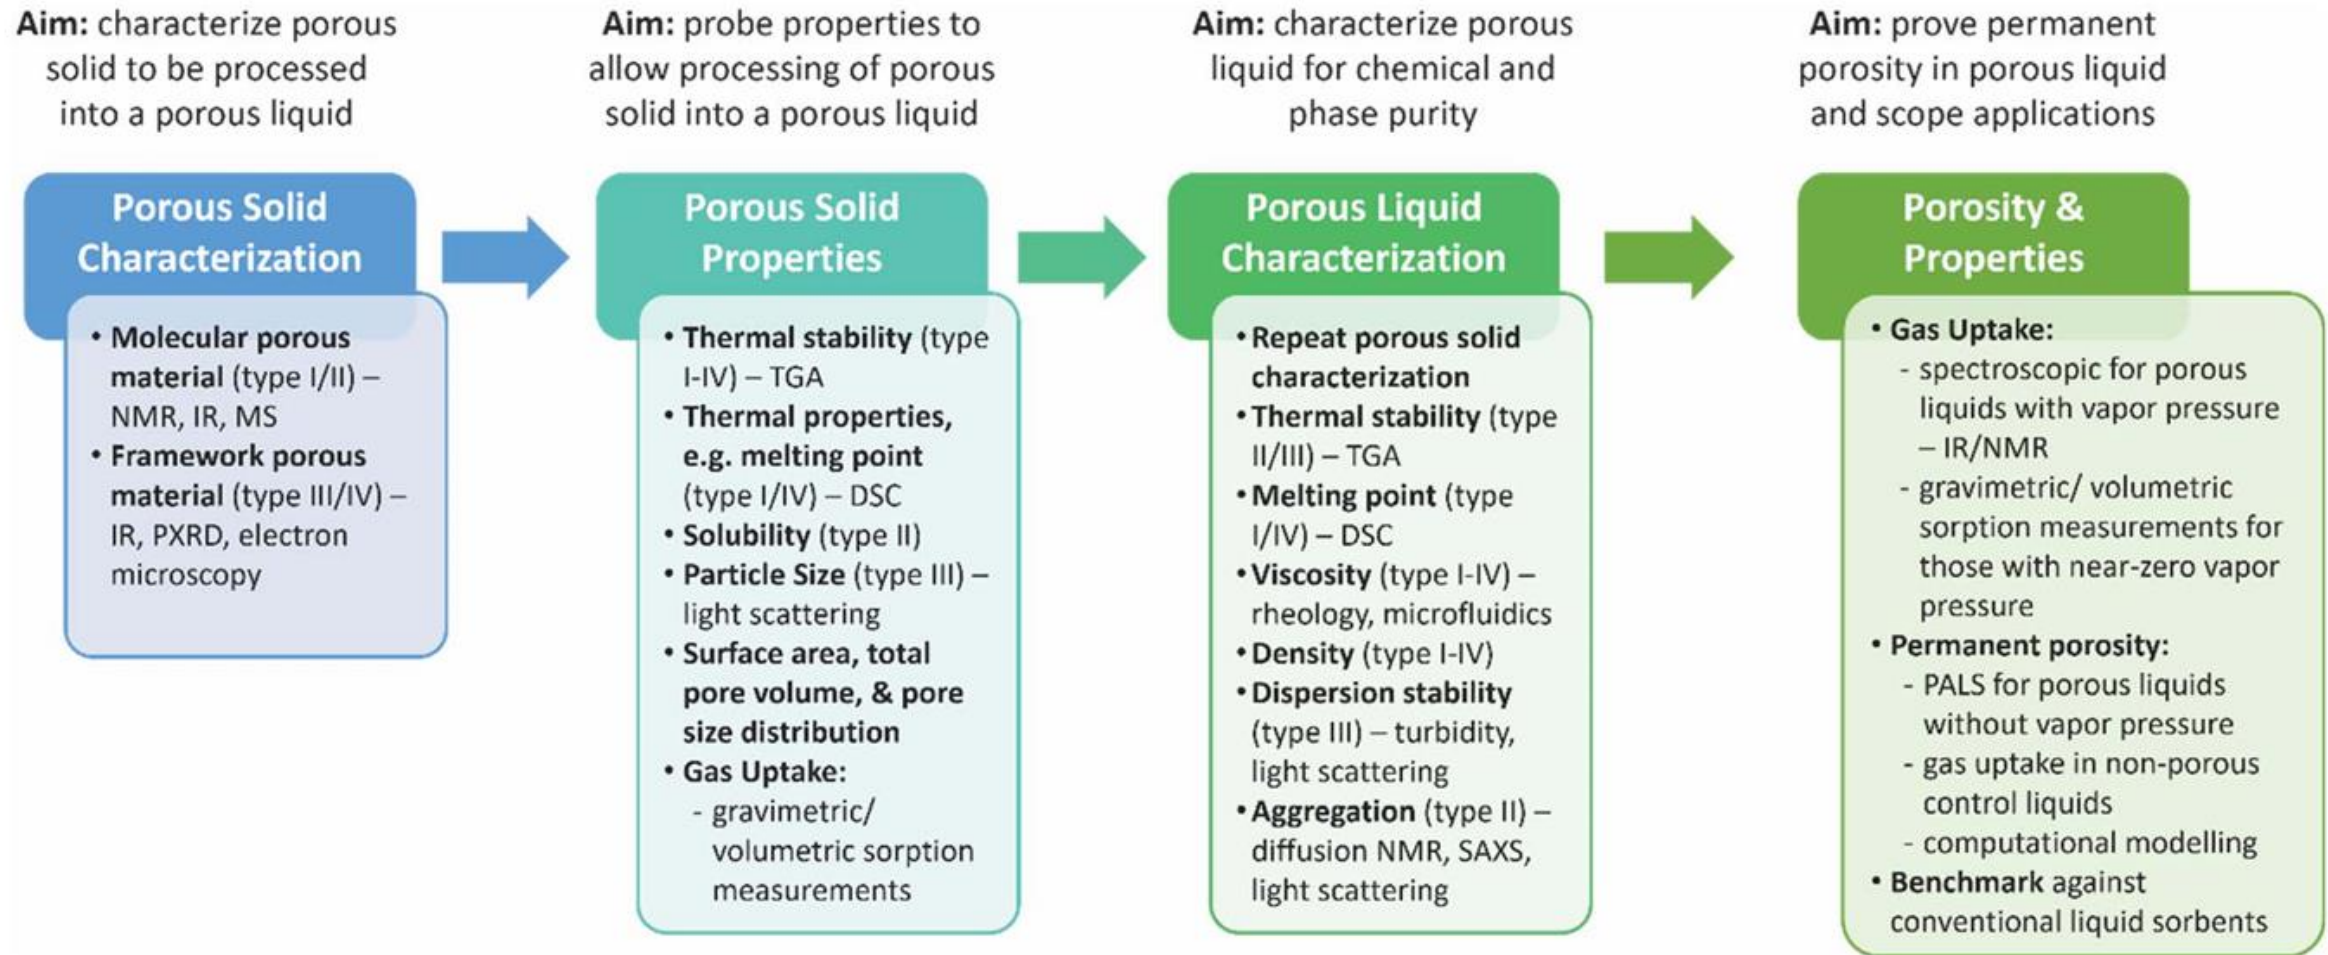 Aim: characterize porous
solid to be processed
into a porous liquid
Porous Solid
Characterization
• Molecular porous
material (type I/II) –
NMR, IR, MS
• Framework porous
material (type III/IV) –
IR, PXRD, electron
microscopy
Aim: probe properties to
allow processing of porous
solid into a porous liquid
Porous Solid
Properties
• Thermal stability (type
I-IV) – TGA
• Thermal properties,
e.g. melting point
(type I/IV) – DSC
• Solubility (type II)
• Particle Size (type III) –
light scattering
• Surface area, total
pore volume, & pore
size distribution
• Gas Uptake:
- gravimetric/
volumetric sorption
measurements
Aim: characterize porous
liquid for chemical and
phase purity
Porous Liquid
Characterization
• Repeat porous solid
characterization
• Thermal stability (type
II/III) – TGA
• Melting point (type
I/IV) – DSC
• Viscosity (type I-IV) –
rheology, microfluidics
• Density (type I-IV)
• Dispersion stability
(type III) – turbidity,
light scattering
• Aggregation (type II) –
diffusion NMR, SAXS,
light scattering
Aim: prove permanent
porosity in porous liquid
and scope applications
Porosity &
Properties
• Gas Uptake:
- spectroscopic for porous
liquids with vapor pressure
– IR/NMR
- gravimetric/ volumetric
sorption measurements for
those with near-zero vapor
pressure
• Permanent porosity:
- PALS for porous liquids
without vapor pressure
- gas uptake in non-porous
control liquids
- computational modelling
• Benchmark against
conventional liquid sorbents